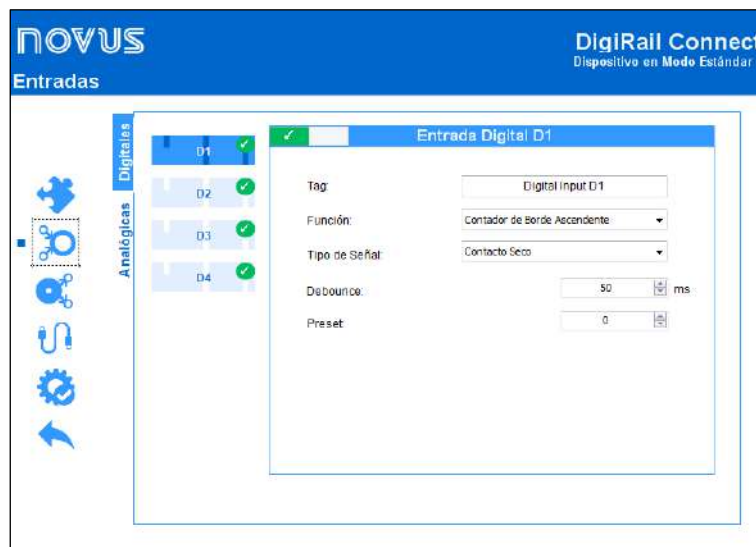 NOVUS
DigiRail Connect
Dispositivo en Modo Estándar
Entradas
Digitales
Analógicas
D1
D2
D3
D4
Entrada Digital D1
Tag: Digital Input D1
Función: Contador de Borde Ascendente
Tipo de Señal: Contacto Seco
Debounce: 50 ms
Preset: 0